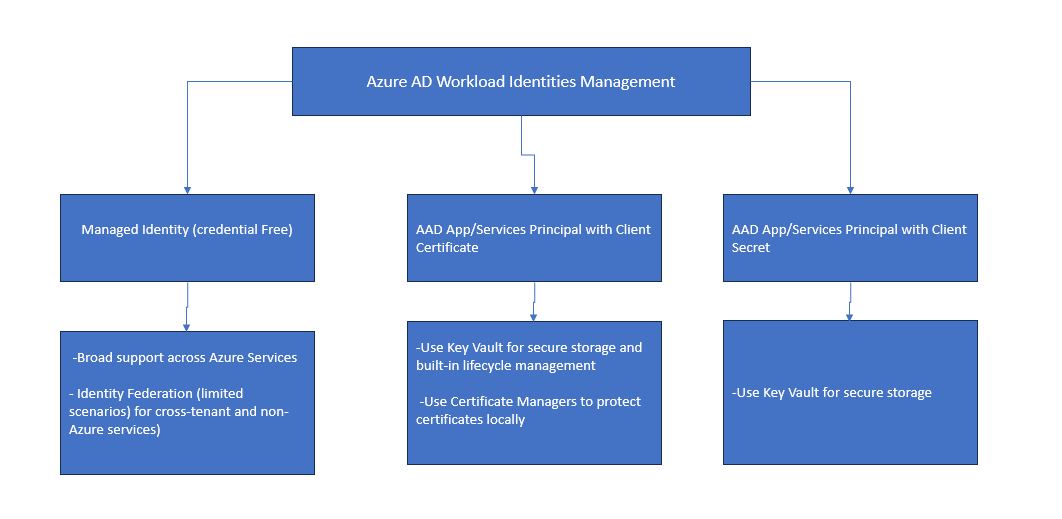 Azure AD Workload Identities Management
Managed Identity (credential Free)
AAD App/Services Principal with Client
Certificate
AAD App/Services Principal with Client
Secret
-Broad support across Azure Services
- Identity Federation (limited
scenarios) for cross-tenant and non-
Azure services)
-Use Key Vault for secure storage and
built-in lifecycle management
-Use Certificate Managers to protect
certificates locally
-Use Key Vault for secure storage